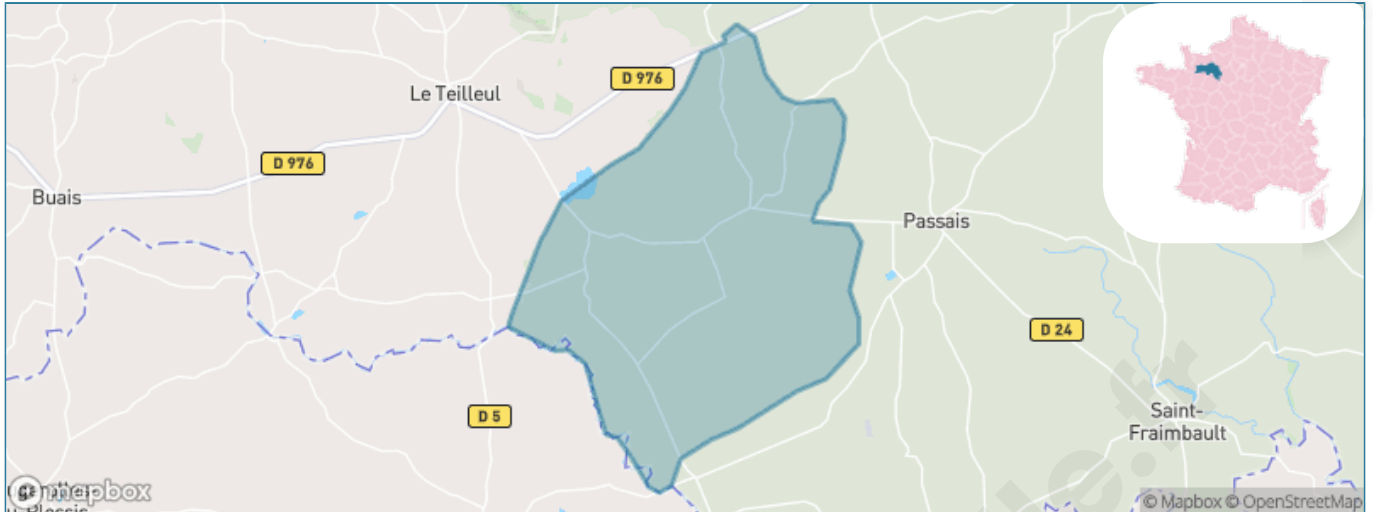 D 976
Le Teilleul
D 976
Buais
Passais
D 24
D 5
Saint-
Fraimbault
mapbox
© Mapbox © OpenStreetMap